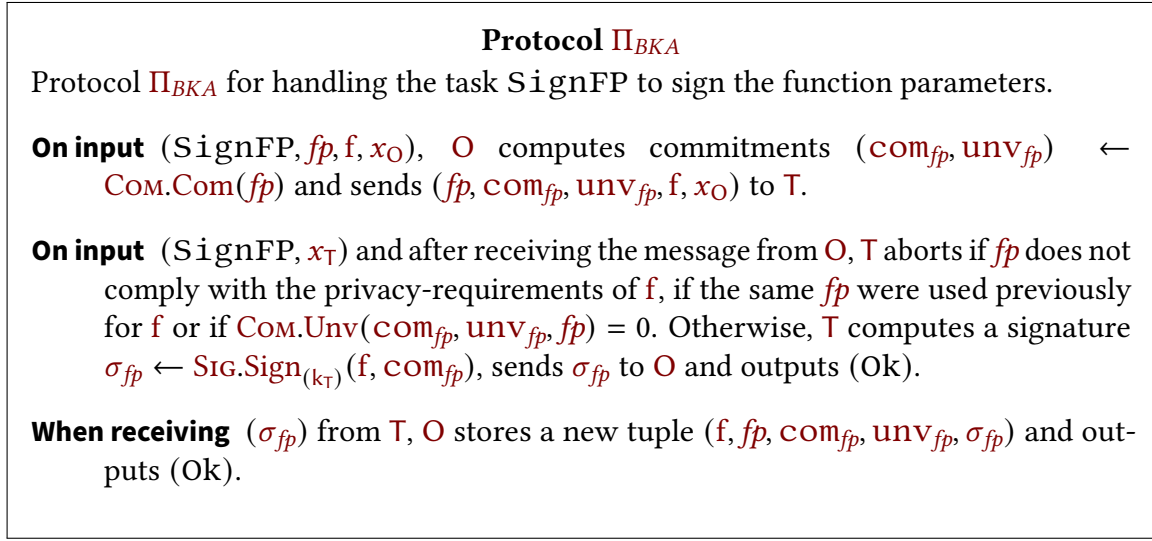 Protocol Π_BKA
Protocol Π_BKA for handling the task SignFP to sign the function parameters.
On input (SignFP, fp, f, x_O), O computes commitments (com_fp, unv_fp) ←
Com.Com(fp) and sends (fp, com_fp, unv_fp, f, x_O) to T.
On input (SignFP, x_T) and after receiving the message from O, T aborts if fp does not
comply with the privacy-requirements of f, if the same fp were used previously
for f or if Com.Unv(com_fp, unv_fp, fp) = 0. Otherwise, T computes a signature
σ_fp ← Sig.Sign_(k_T)(f, com_fp), sends σ_fp to O and outputs (Ok).
When receiving (σ_fp) from T, O stores a new tuple (f, fp, com_fp, unv_fp, σ_fp) and out-
puts (Ok).